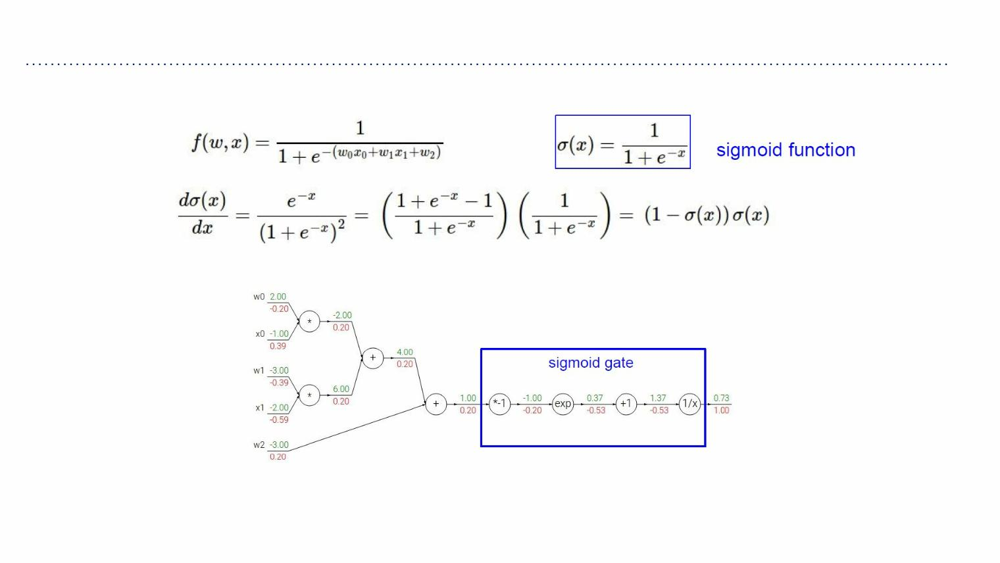 f(w, x) = 1 / (1 + e^−(w₀x₀+w₁x₁+w₂))
σ(x) = 1 / (1 + e^−x)
sigmoid function
dσ(x)/dx = e^−x / (1 + e^−x)² = ((1 + e^−x − 1) / (1 + e^−x)) (1 / (1 + e^−x)) = (1 − σ(x)) σ(x)
w0 2.00
-0.20
*
-2.00
0.20
x0 -1.00
0.39
+
4.00
0.20
w1 -3.00
-0.39
*
6.00
0.20
x1 -2.00
-0.59
w2 -3.00
0.20
sigmoid gate
+ 1.00 *-1 -1.00 exp 0.37 +1 1.37 1/x 0.73
0.20 -0.20 -0.53 -0.53 1.00